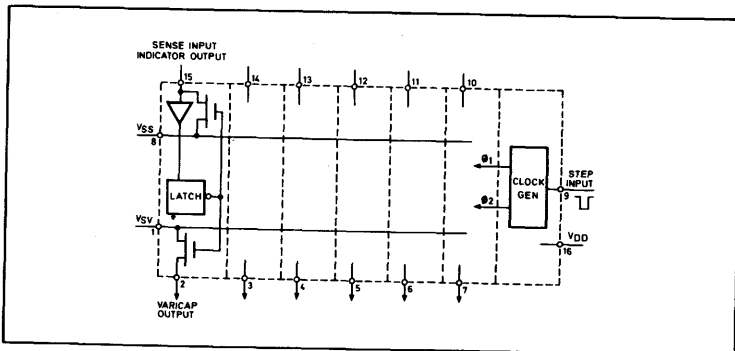 SENSE INPUT
INDICATOR OUTPUT
15
14
13
12
11
10
VSS
8
Ø1
Ø2
CLOCK
GEN
STEP
INPUT
9
LATCH
VSV
1
VDD
16
2
3
4
5
6
7
VARICAP
OUTPUT